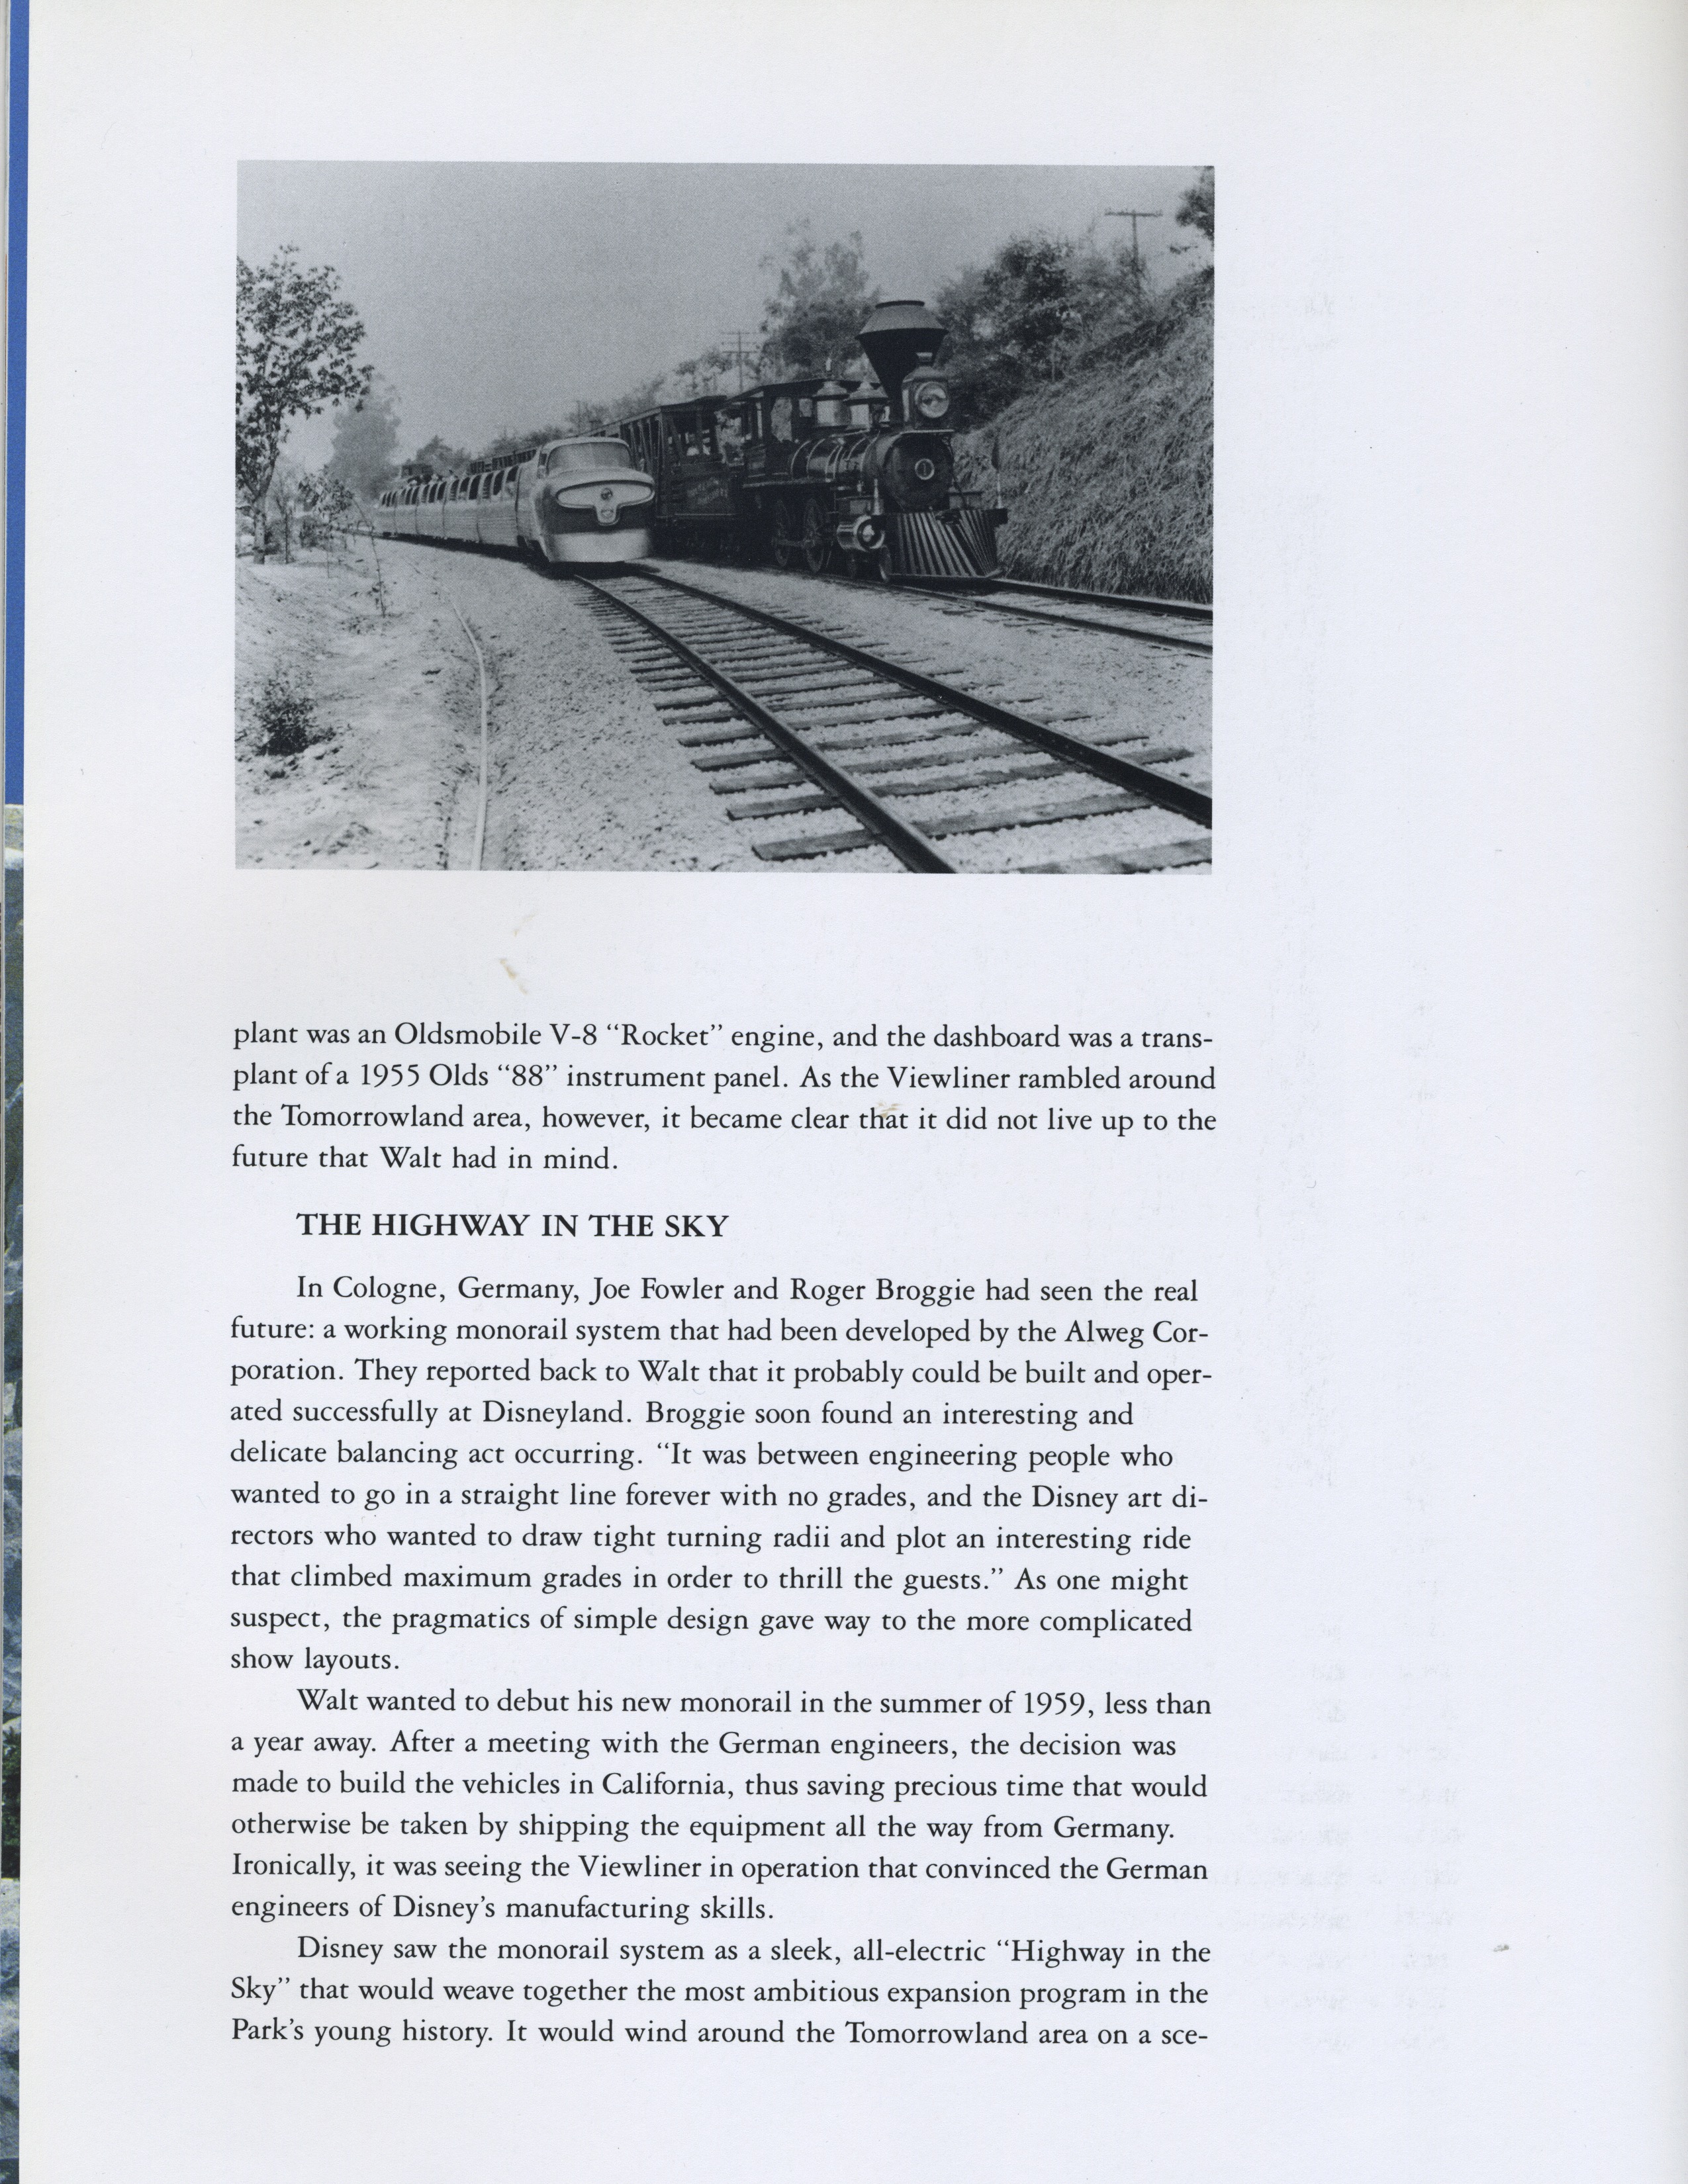 plant was an Oldsmobile V-8 “Rocket” engine, and the dashboard was a trans-
plant of a 1955 Olds “88” instrument panel. As the Viewliner rambled around
the Tomorrowland area, however, it became clear that it did not live up to the
future that Walt had in mind.
THE HIGHWAY IN THE SKY
In Cologne, Germany, Joe Fowler and Roger Broggie had seen the real
future: a working monorail system that had been developed by the Alweg Cor-
poration. They reported back to Walt that it probably could be built and oper-
ated successfully at Disneyland. Broggie soon found an interesting and
delicate balancing act occurring. “It was between engineering people who
wanted to go in a straight line forever with no grades, and the Disney art di-
rectors who wanted to draw tight turning radii and plot an interesting ride
that climbed maximum grades in order to thrill the guests.” As one might
suspect, the pragmatics of simple design gave way to the more complicated
show layouts.
Walt wanted to debut his new monorail in the summer of 1959, less than
a year away. After a meeting with the German engineers, the decision was
made to build the vehicles in California, thus saving precious time that would
otherwise be taken by shipping the equipment all the way from Germany.
Ironically, it was seeing the Viewliner in operation that convinced the German
engineers of Disney’s manufacturing skills.
Disney saw the monorail system as a sleek, all-electric “Highway in the
Sky” that would weave together the most ambitious expansion program in the
Park’s young history. It would wind around the Tomorrowland area on a sce-